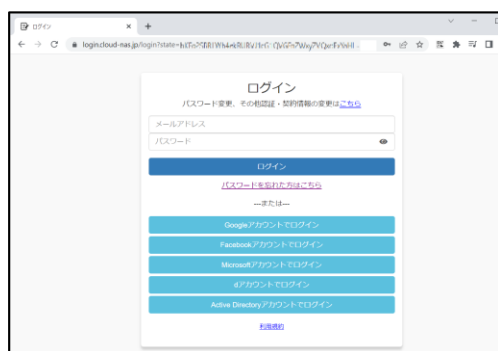 ログイン
login.cloud-nas.jp/login?state=
ログイン
パスワード変更、その他認証・契約情報の変更はこちら
メールアドレス
パスワード
ログイン
パスワードを忘れた方はこちら
---または---
Googleアカウントでログイン
Facebookアカウントでログイン
Microsoftアカウントでログイン
dアカウントでログイン
Active Directoryアカウントでログイン
利用規約